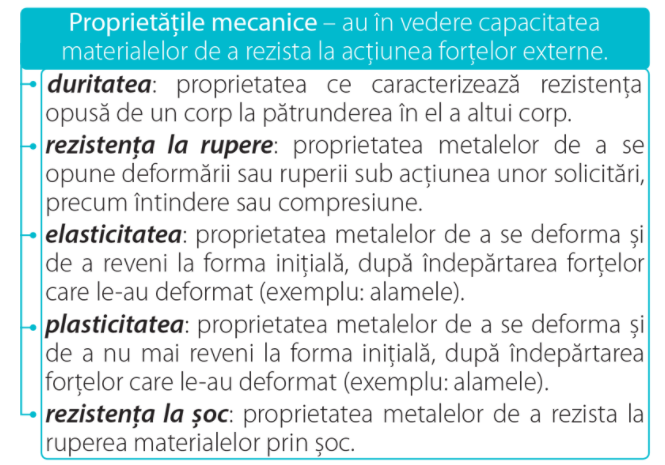 Proprietățile mecanice – au în vedere capacitatea
materialelor de a rezista la acțiunea forțelor externe.
duritatea: proprietatea ce caracterizează rezistența
opusă de un corp la pătrunderea în el a altui corp.
rezistența la rupere: proprietatea metalelor de a se
opune deformării sau ruperii sub acțiunea unor solicitări,
precum întindere sau compresiune.
elasticitatea: proprietatea metalelor de a se deforma și
de a reveni la forma inițială, după îndepărtarea forțelor
care le-au deformat (exemplu: alamele).
plasticitatea: proprietatea metalelor de a se deforma și
de a nu mai reveni la forma inițială, după îndepărtarea
forțelor care le-au deformat (exemplu: alamele).
rezistența la șoc: proprietatea metalelor de a rezista la
ruperea materialelor prin șoc.